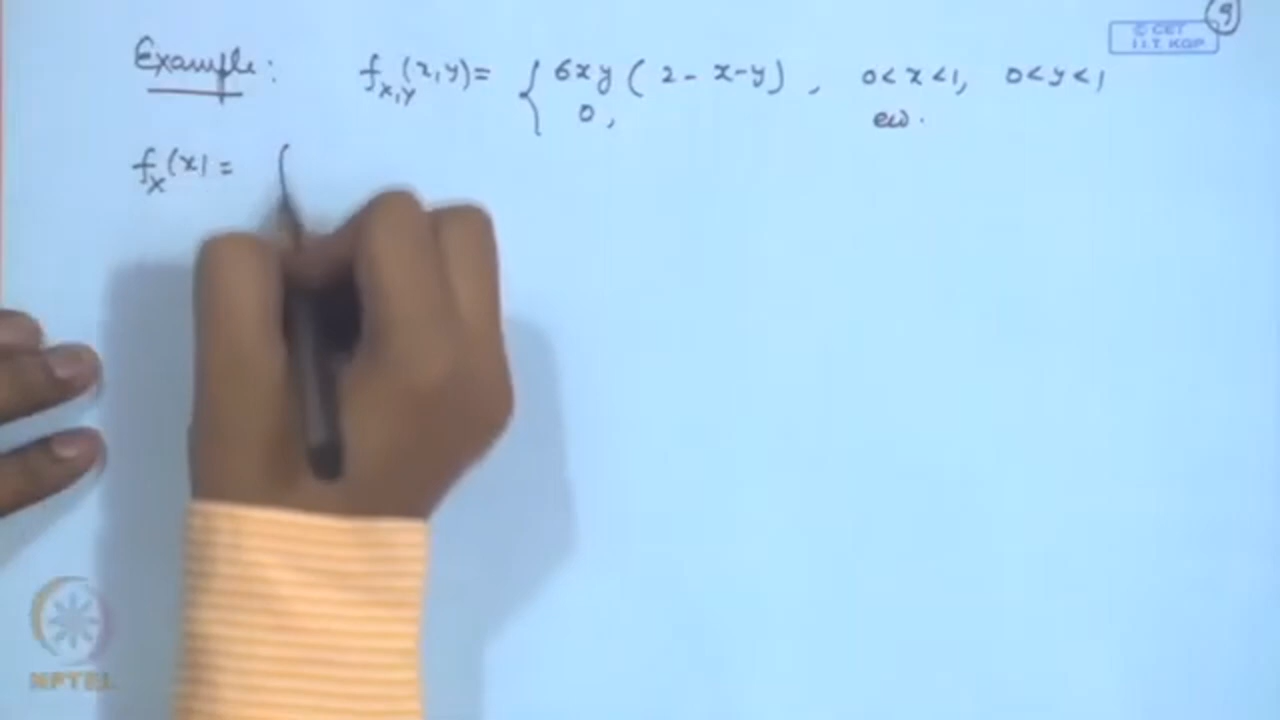 9
© CET
I.I.T. KGP
Example: f_{X,Y}(x,y) = { 6xy ( 2 - x - y ) , 0 < x < 1, 0 < y < 1
0 , ew.
f_X(x) =
NPTEL